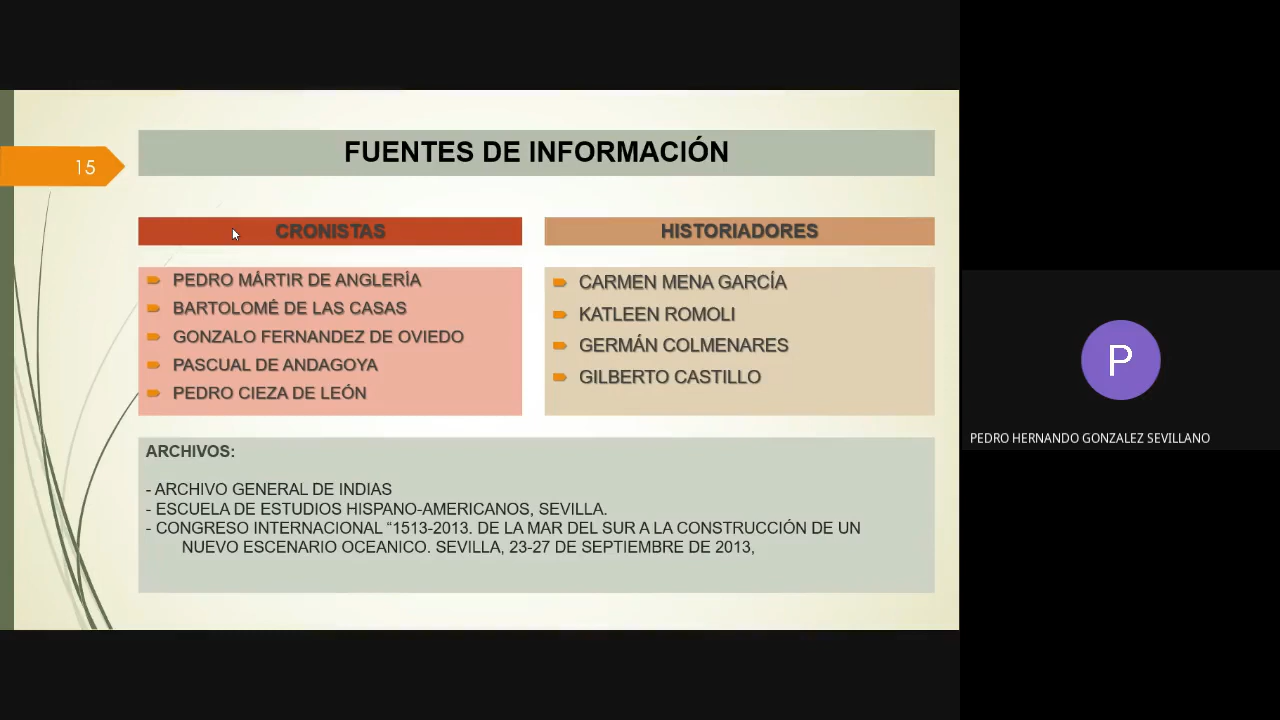 15
FUENTES DE INFORMACIÓN
CRONISTAS
PEDRO MÁRTIR DE ANGLERÍA
BARTOLOMÉ DE LAS CASAS
GONZALO FERNANDEZ DE OVIEDO
PASCUAL DE ANDAGOYA
PEDRO CIEZA DE LEÓN
HISTORIADORES
CARMEN MENA GARCÍA
KATLEEN ROMOLI
GERMÁN COLMENARES
GILBERTO CASTILLO
ARCHIVOS:
- ARCHIVO GENERAL DE INDIAS
- ESCUELA DE ESTUDIOS HISPANO-AMERICANOS, SEVILLA.
- CONGRESO INTERNACIONAL “1513-2013. DE LA MAR DEL SUR A LA CONSTRUCCIÓN DE UN
NUEVO ESCENARIO OCEANICO. SEVILLA, 23-27 DE SEPTIEMBRE DE 2013,
P
PEDRO HERNANDO GONZALEZ SEVILLANO